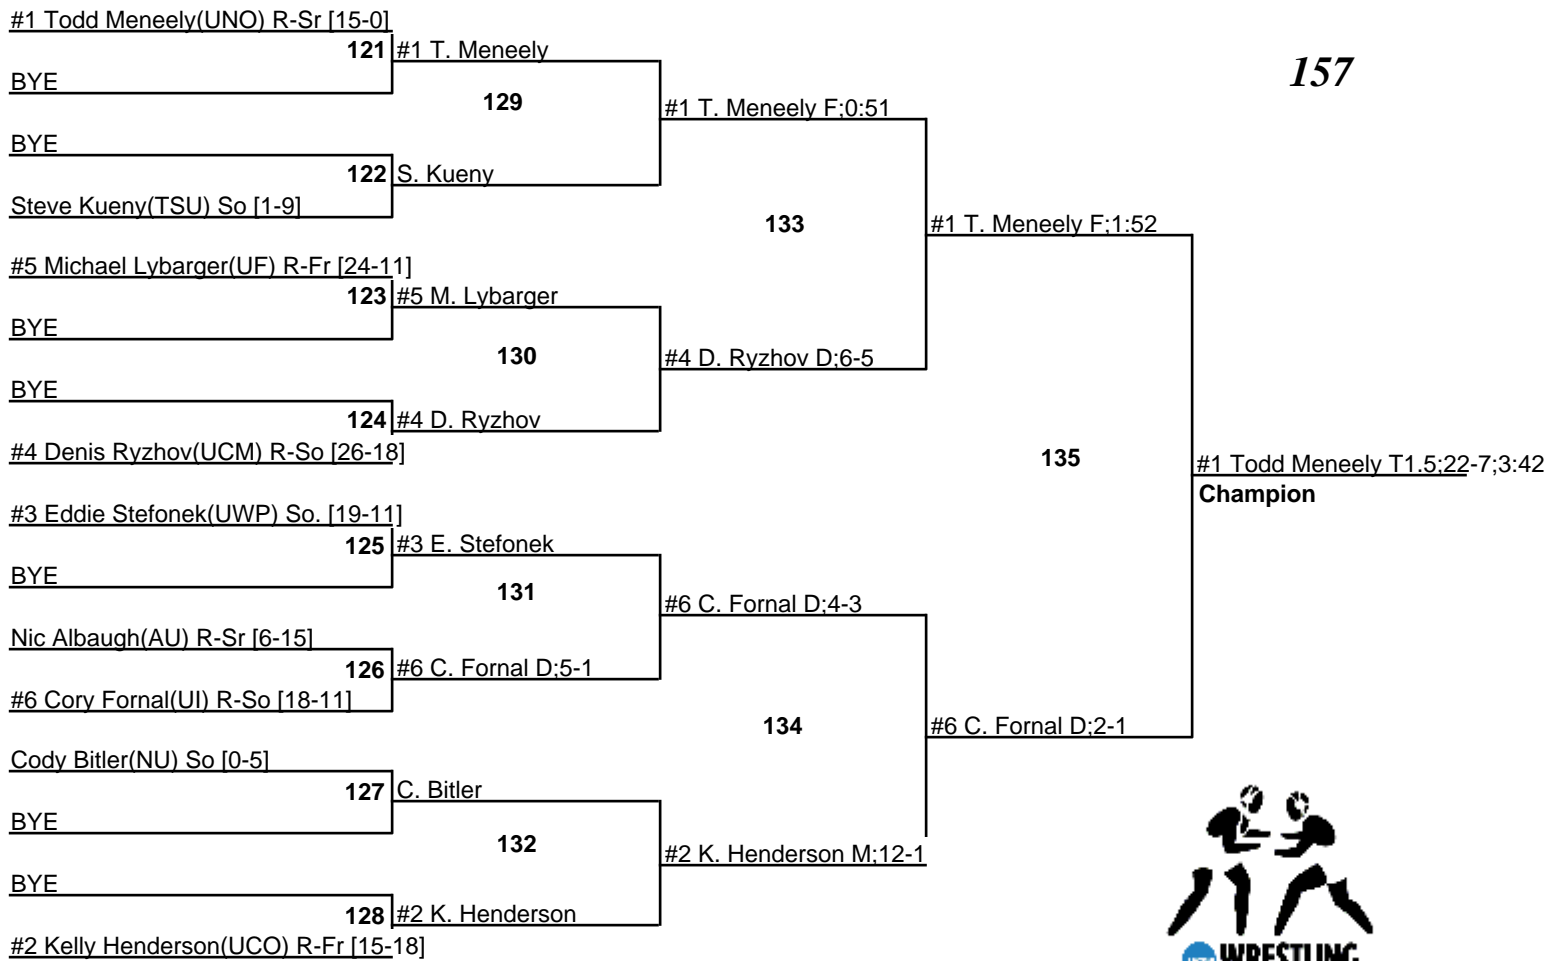 #1 Todd Meneely(UNO) R-Sr [15-0]
121
#1 T. Meneely
BYE
157
129
#1 T. Meneely F;0:51
BYE
122
S. Kueny
Steve Kueny(TSU) So [1-9]
133
#1 T. Meneely F;1:52
#5 Michael Lybarger(UF) R-Fr [24-11]
123
#5 M. Lybarger
BYE
130
#4 D. Ryzhov D;6-5
BYE
124
#4 D. Ryzhov
#4 Denis Ryzhov(UCM) R-So [26-18]
135
#1 Todd Meneely T1.5;22-7;3:42
Champion
#3 Eddie Stefonek(UWP) So. [19-11]
125
#3 E. Stefonek
BYE
131
#6 C. Fornal D;4-3
Nic Albaugh(AU) R-Sr [6-15]
126
#6 C. Fornal D;5-1
#6 Cory Fornal(UI) R-So [18-11]
134
#6 C. Fornal D;2-1
Cody Bitler(NU) So [0-5]
127
C. Bitler
BYE
132
#2 K. Henderson M;12-1
BYE
128
#2 K. Henderson
#2 Kelly Henderson(UCO) R-Fr [15-18]
WRESTLING